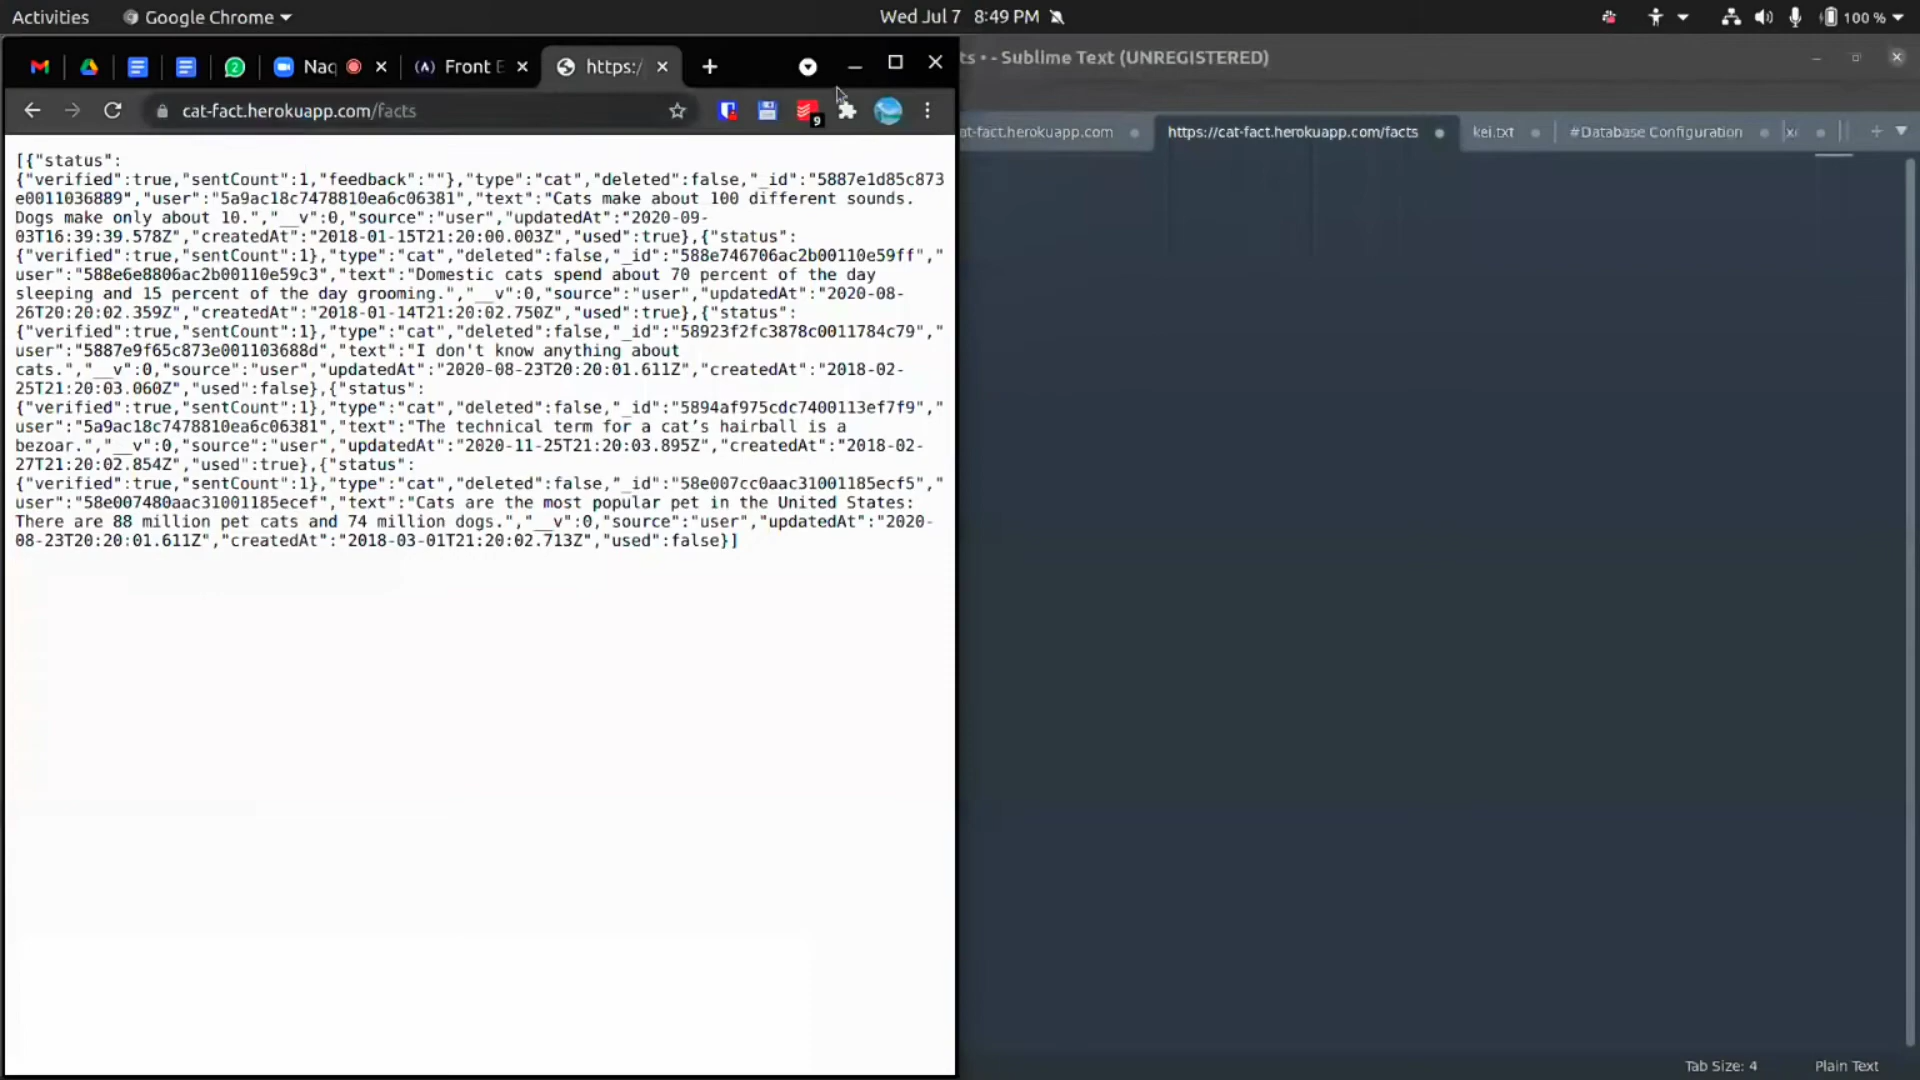 Activities
Google Chrome
Wed Jul 7 8:49 PM
100 %
2
Naq
Front E
https:/
ts • - Sublime Text (UNREGISTERED)
cat-fact.herokuapp.com/facts
9
at-fact.herokuapp.com
https://cat-fact.herokuapp.com/facts
kei.txt
#Database Configuration
[{"status":
{"verified":true,"sentCount":1,"feedback":""},"type":"cat","deleted":false,"_id":"5887e1d85c873
e0011036889","user":"5a9ac18c7478810ea6c06381","text":"Cats make about 100 different sounds.
Dogs make only about 10.","__v":0,"source":"user","updatedAt":"2020-09-
03T16:39:39.578Z","createdAt":"2018-01-15T21:20:00.003Z","used":true},{"status":
{"verified":true,"sentCount":1},"type":"cat","deleted":false,"_id":"588e746706ac2b00110e59ff","
user":"588e6e8806ac2b00110e59c3","text":"Domestic cats spend about 70 percent of the day
sleeping and 15 percent of the day grooming.","__v":0,"source":"user","updatedAt":"2020-08-
26T20:20:02.359Z","createdAt":"2018-01-14T21:20:02.750Z","used":true},{"status":
{"verified":true,"sentCount":1},"type":"cat","deleted":false,"_id":"58923f2fc3878c0011784c79","
user":"5887e9f65c873e001103688d","text":"I don't know anything about
cats.","__v":0,"source":"user","updatedAt":"2020-08-23T20:20:01.611Z","createdAt":"2018-02-
25T21:20:03.060Z","used":false},{"status":
{"verified":true,"sentCount":1},"type":"cat","deleted":false,"_id":"5894af975cdc7400113ef7f9","
user":"5a9ac18c7478810ea6c06381","text":"The technical term for a cat’s hairball is a
bezoar.","__v":0,"source":"user","updatedAt":"2020-11-25T21:20:03.895Z","createdAt":"2018-02-
27T21:20:02.854Z","used":true},{"status":
{"verified":true,"sentCount":1},"type":"cat","deleted":false,"_id":"58e007cc0aac31001185ecf5","
user":"58e007480aac31001185ecef","text":"Cats are the most popular pet in the United States:
There are 88 million pet cats and 74 million dogs.","__v":0,"source":"user","updatedAt":"2020-
08-23T20:20:01.611Z","createdAt":"2018-03-01T21:20:02.713Z","used":false}]
Tab Size: 4
Plain Text